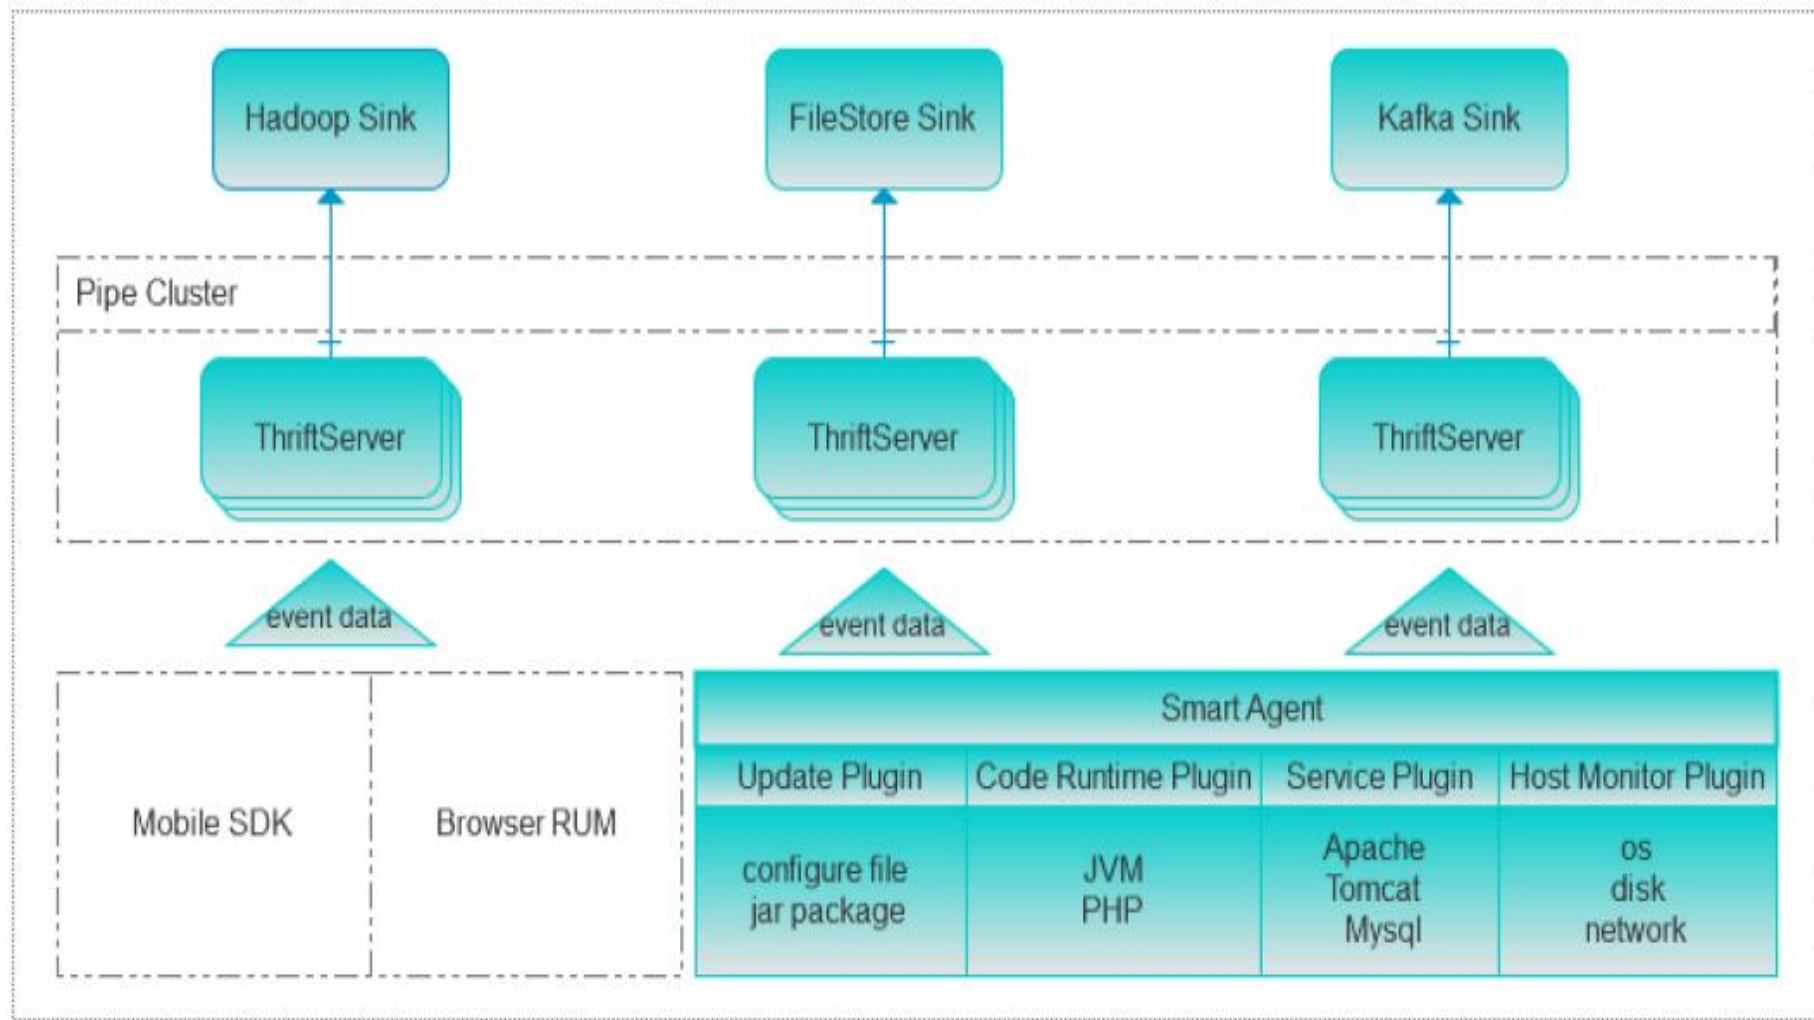 Hadoop Sink
FileStore Sink
Kafka Sink
Pipe Cluster
ThriftServer
ThriftServer
ThriftServer
event data
event data
event data
Smart Agent
Update Plugin
Code Runtime Plugin
Service Plugin
Host Monitor Plugin
Mobile SDK
Browser RUM
configure file
jar package
JVM
PHP
Apache
Tomcat
Mysql
os
disk
network